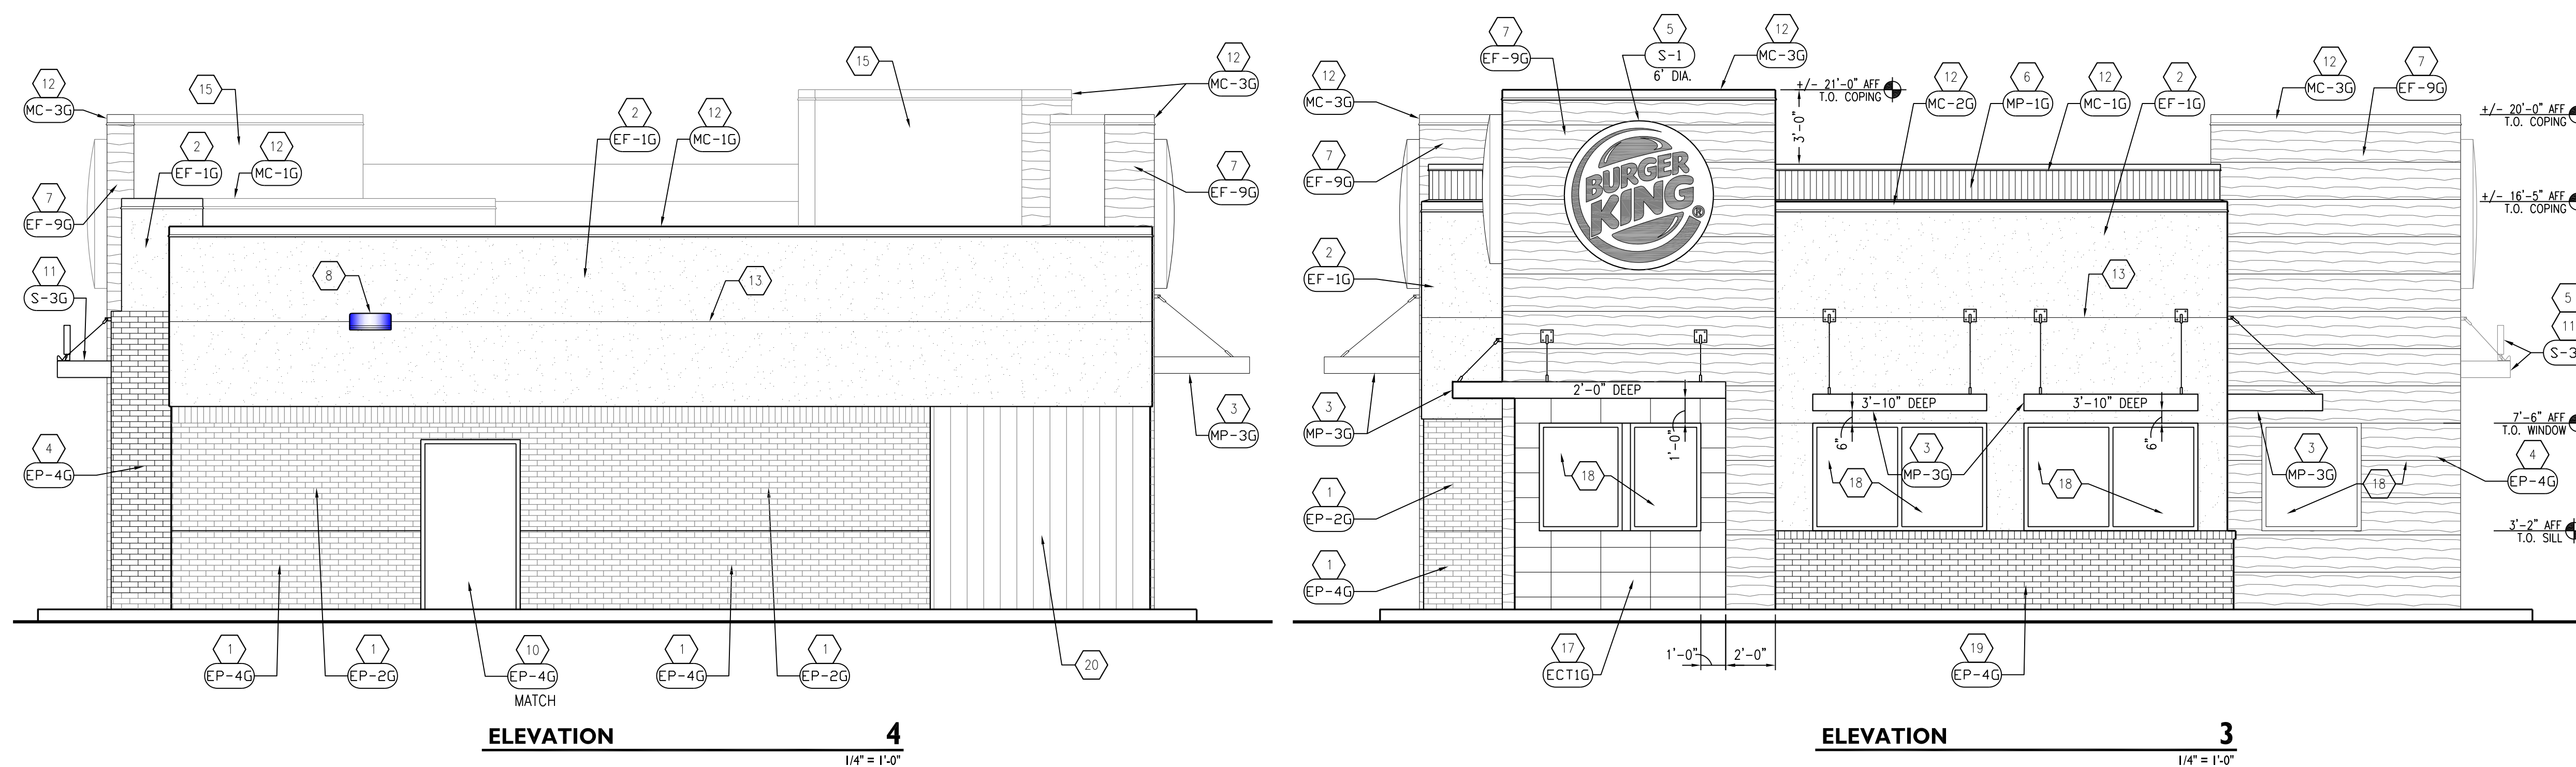 12
MC-3G
15
2
EF-1G
12
MC-1G
7
EF-9G
11
S-3G
4
EP-4G
8
2
EF-1G
12
MC-1G
13
15
12
MC-3G
7
EF-9G
3
MP-3G
1
EP-4G
1
EP-2G
10
EP-4G
MATCH
1
EP-4G
1
EP-2G
20
ELEVATION 4
1/4" = 1'-0"
7
EF-9G
5
S-1
6' DIA.
12
MC-3G
12
MC-3G
7
EF-9G
2
EF-1G
3
MP-3G
1
EP-2G
1
EP-4G
BURGER
KING®
+/- 21'-0" AFF
T.O. COPING
3'-0"
12
MC-2G
6
MP-1G
12
MC-1G
2
EF-1G
12
MC-3G
7
EF-9G
+/- 20'-0" AFF
T.O. COPING
+/- 16'-5" AFF
T.O. COPING
13
5
11
S-3
2'-0" DEEP
3'-10" DEEP
3'-10" DEEP
1'-0"
6"
6"
18
18
3
MP-3G
18
3
MP-3G
18
7'-6" AFF
T.O. WINDOW
4
EP-4G
3'-2" AFF
T.O. SILL
17
ECT1G
1'-0"
2'-0"
19
EP-4G
ELEVATION 3
1/4" = 1'-0"